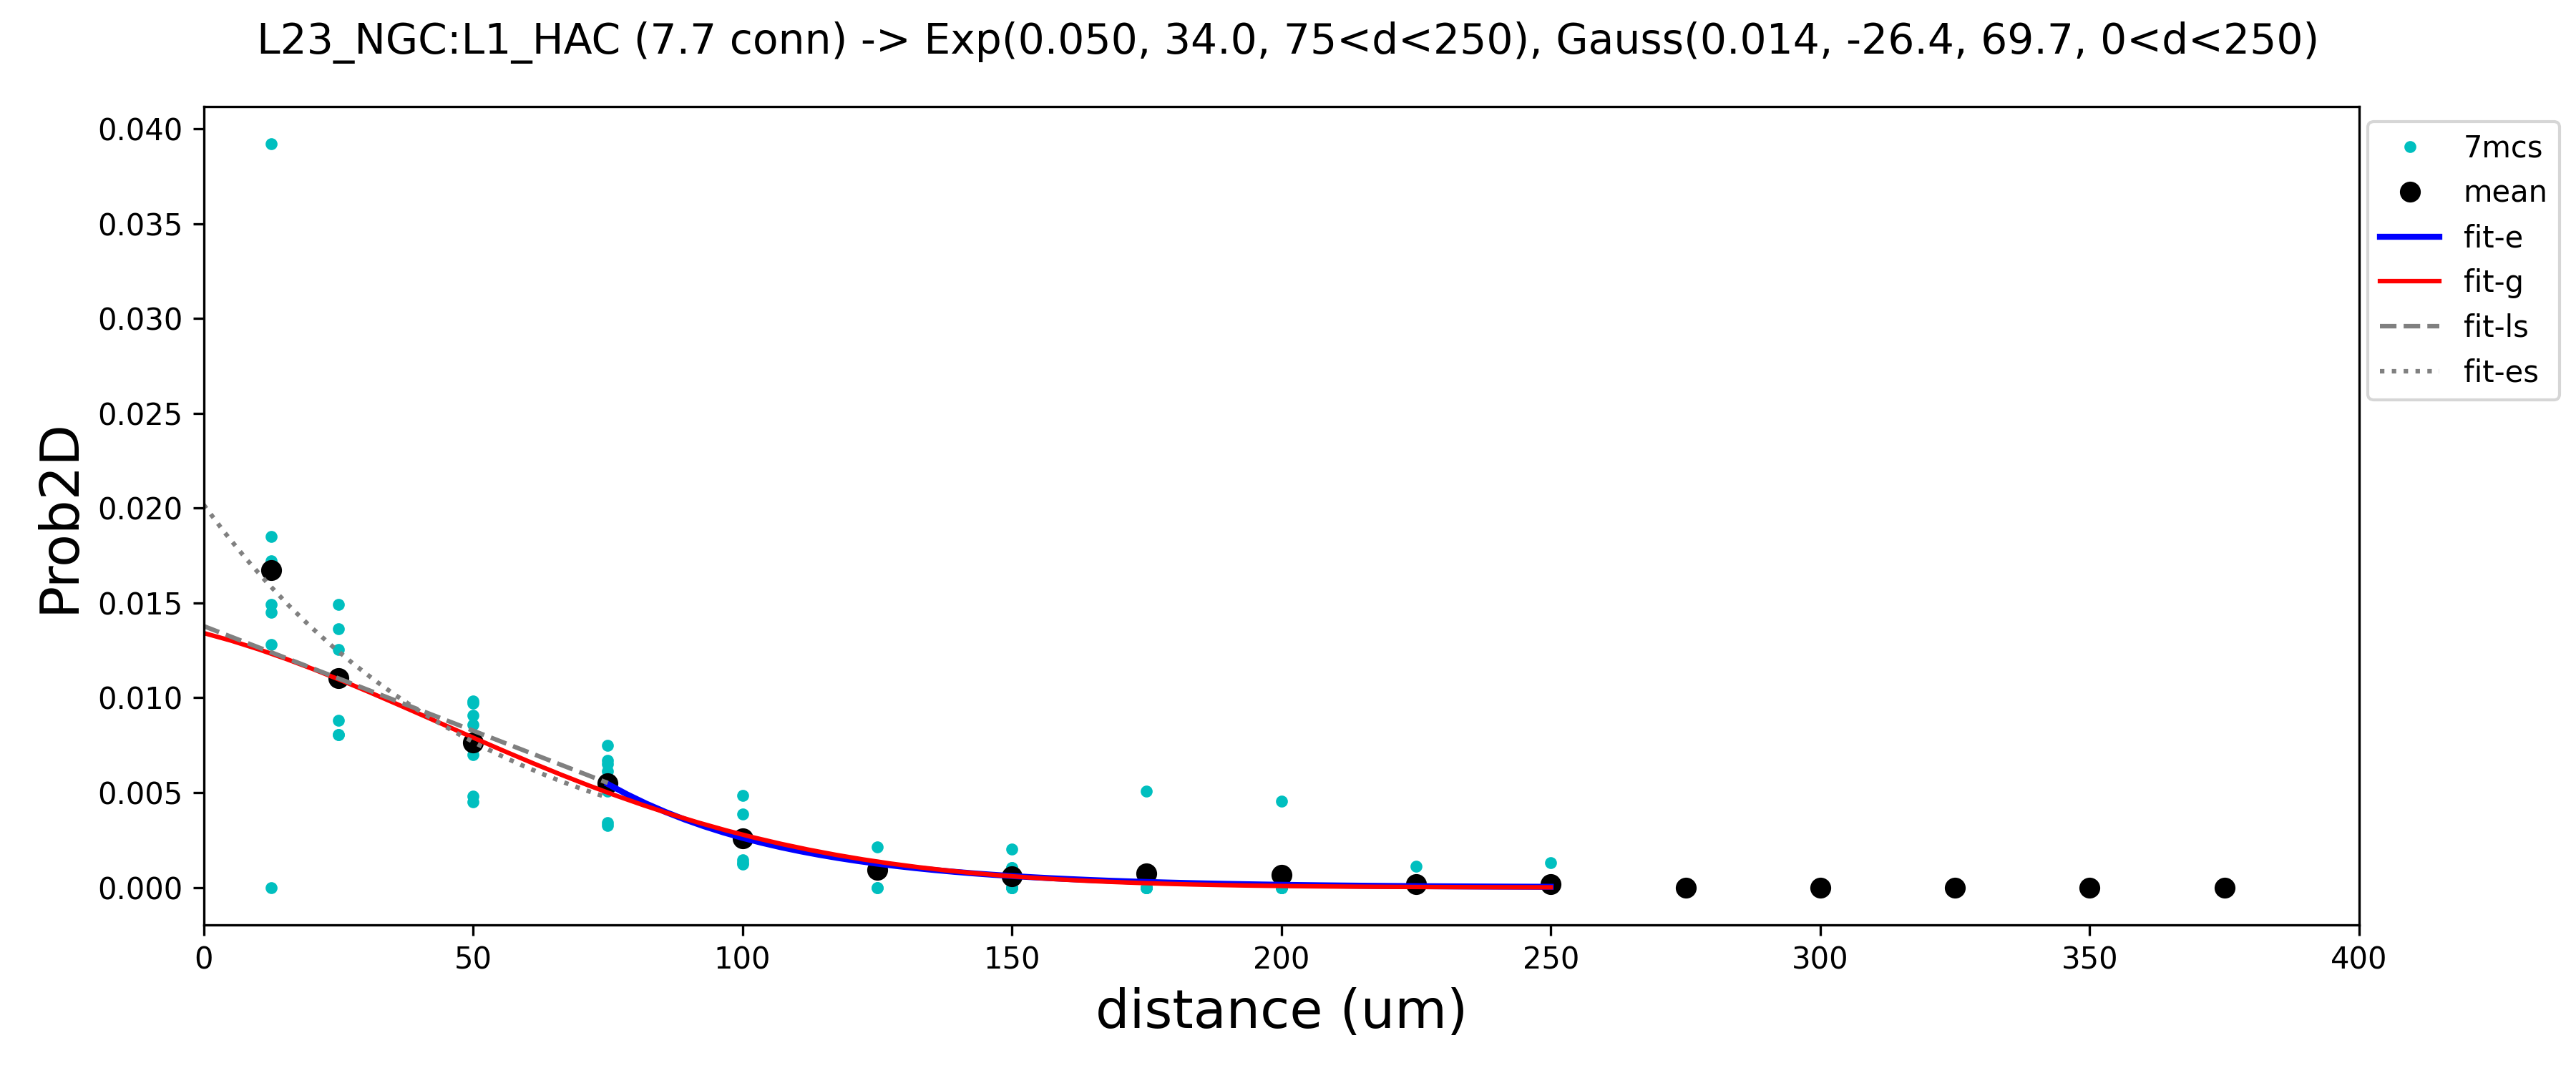 L23_NGC:L1_HAC (7.7 conn) -> Exp(0.050, 34.0, 75<d<250), Gauss(0.014, -26.4, 69.7, 0<d<250)
0.040
0.035
0.030
0.025
0.020
0.015
0.010
0.005
0.000
Prob2D
0 50 100 150 200 250 300 350 400
distance (um)
7mcs
mean
fit-e
fit-g
fit-ls
fit-es